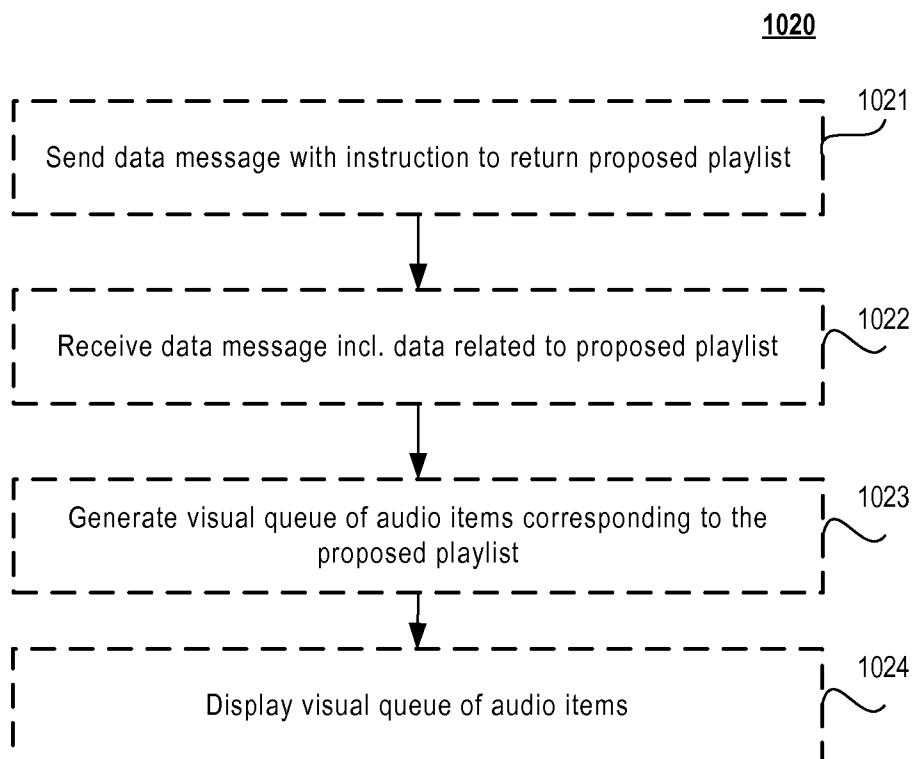 1020
1021
Send data message with instruction to return proposed playlist
1022
Receive data message incl. data related to proposed playlist
1023
Generate visual queue of audio items corresponding to the
proposed playlist
1024
Display visual queue of audio items